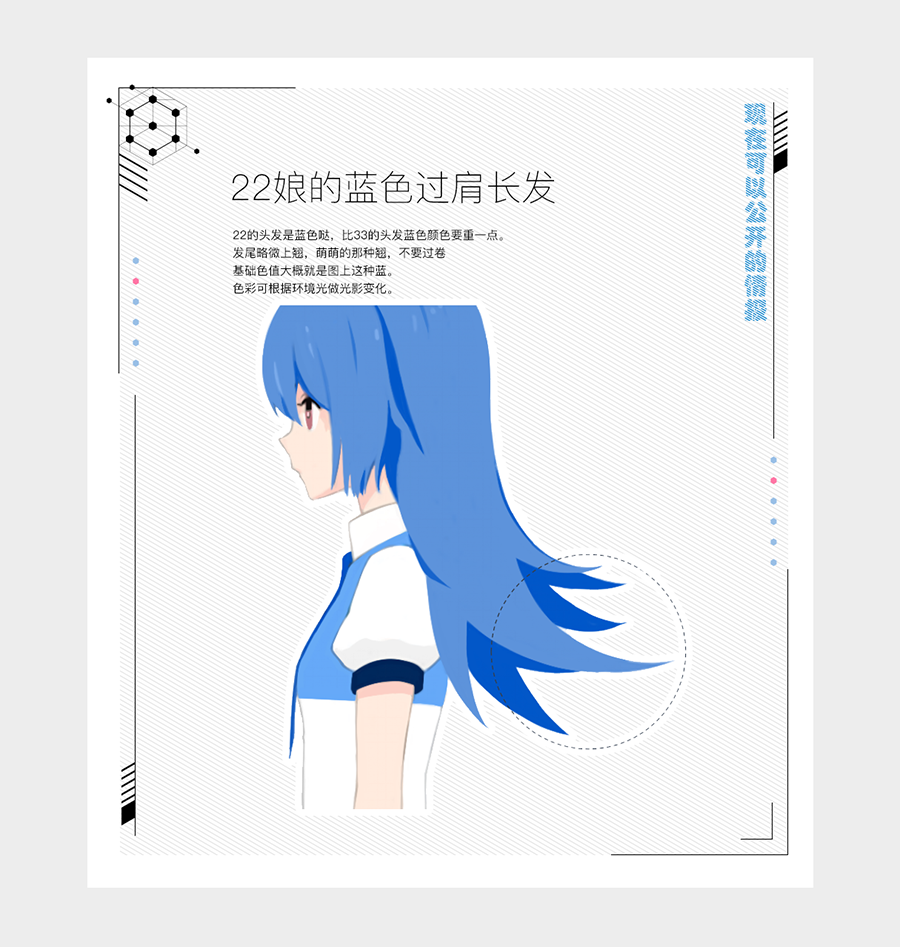 22娘的蓝色过肩长发
22的头发是蓝色哒，比33的头发蓝色颜色要重一点。
发尾略微上翘，萌萌的那种翘，不要过卷
基础色值大概就是图上这种蓝。
色彩可根据环境光做光影变化。
现在可以公开的情报